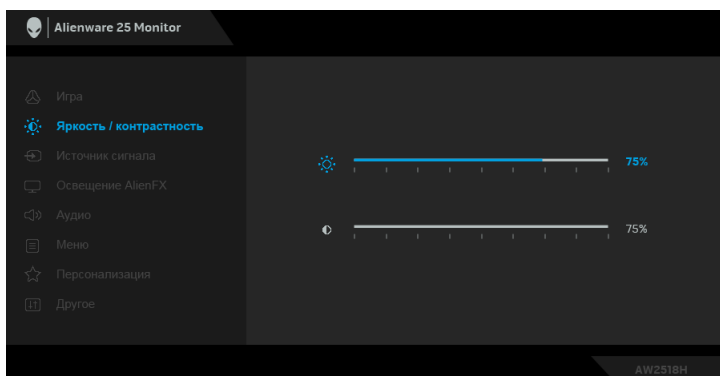 Alienware 25 Monitor
Игра
Яркость / контрастность
Источник сигнала
Освещение AlienFX
Аудио
Меню
Персонализация
Другое
75%
75%
AW2518H